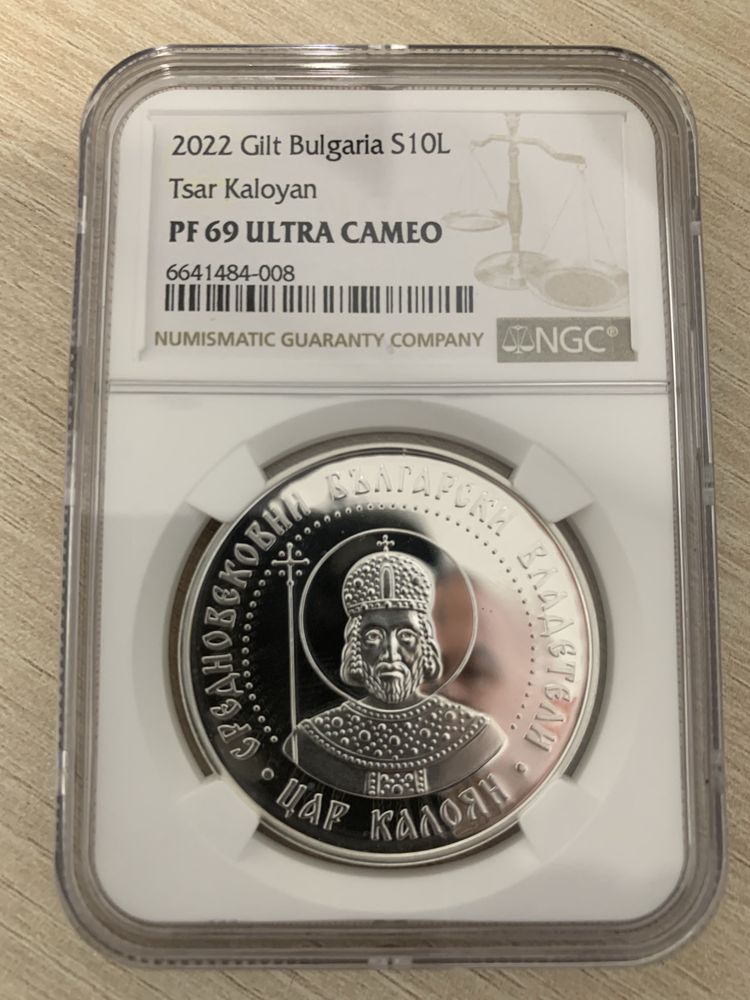 2022 Gilt Bulgaria S10L
Tsar Kaloyan
PF 69 ULTRA CAMEO
6641484-008
NUMISMATIC GUARANTY COMPANY
NGC®
СРЕДНОВЕКОВНИ БЪЛГАРСКИ ВЛАДЕТЕЛИ
• ЦАР КАЛОЯН •